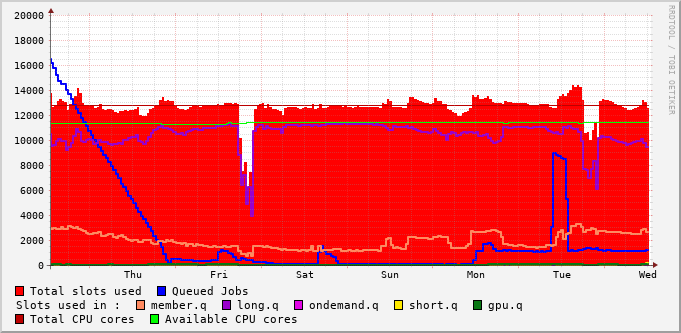 20000
18000
16000
14000
12000
10000
8000
6000
4000
2000
0
Thu Fri Sat Sun Mon Tue Wed
RRDTOOL / TOBI OETIKER
Total slots used Queued Jobs
Slots used in : member.q long.q ondemand.q short.q gpu.q
Total CPU cores Available CPU cores